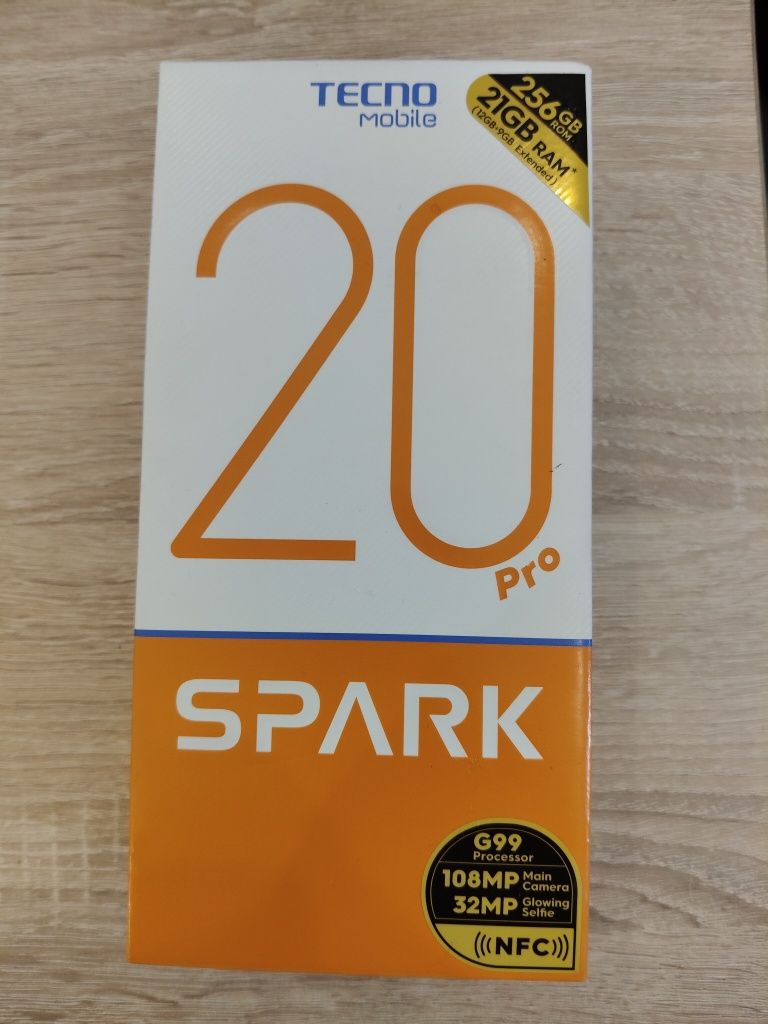 TECNO
mobile
256GB ROM
21GB RAM*
(12GB+9GB Extended)
20
Pro
SPARK
G99
Processor
108MP Main Camera
32MP Glowing Selfie
(((NFC)))